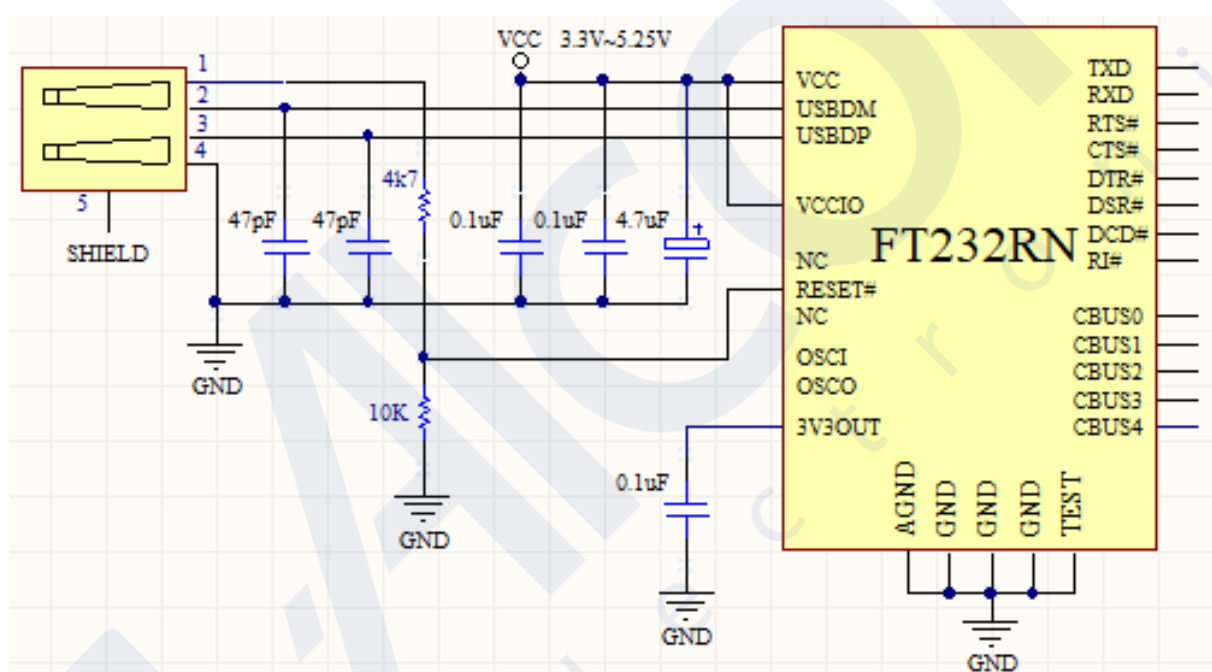 VCC 3.3V~5.25V
1
2
3
4
5
SHIELD
47pF
47pF
4k7
0.1uF
0.1uF
4.7uF
+
GND
10K
GND
0.1uF
GND
VCC
USBDM
USBDP
VCCIO
NC
RESET#
NC
OSCI
OSCO
3V3OUT
FT232RN
TXD
RXD
RTS#
CTS#
DTR#
DSR#
DCD#
RI#
CBUS0
CBUS1
CBUS2
CBUS3
CBUS4
AGND
GND
GND
GND
TEST
GND